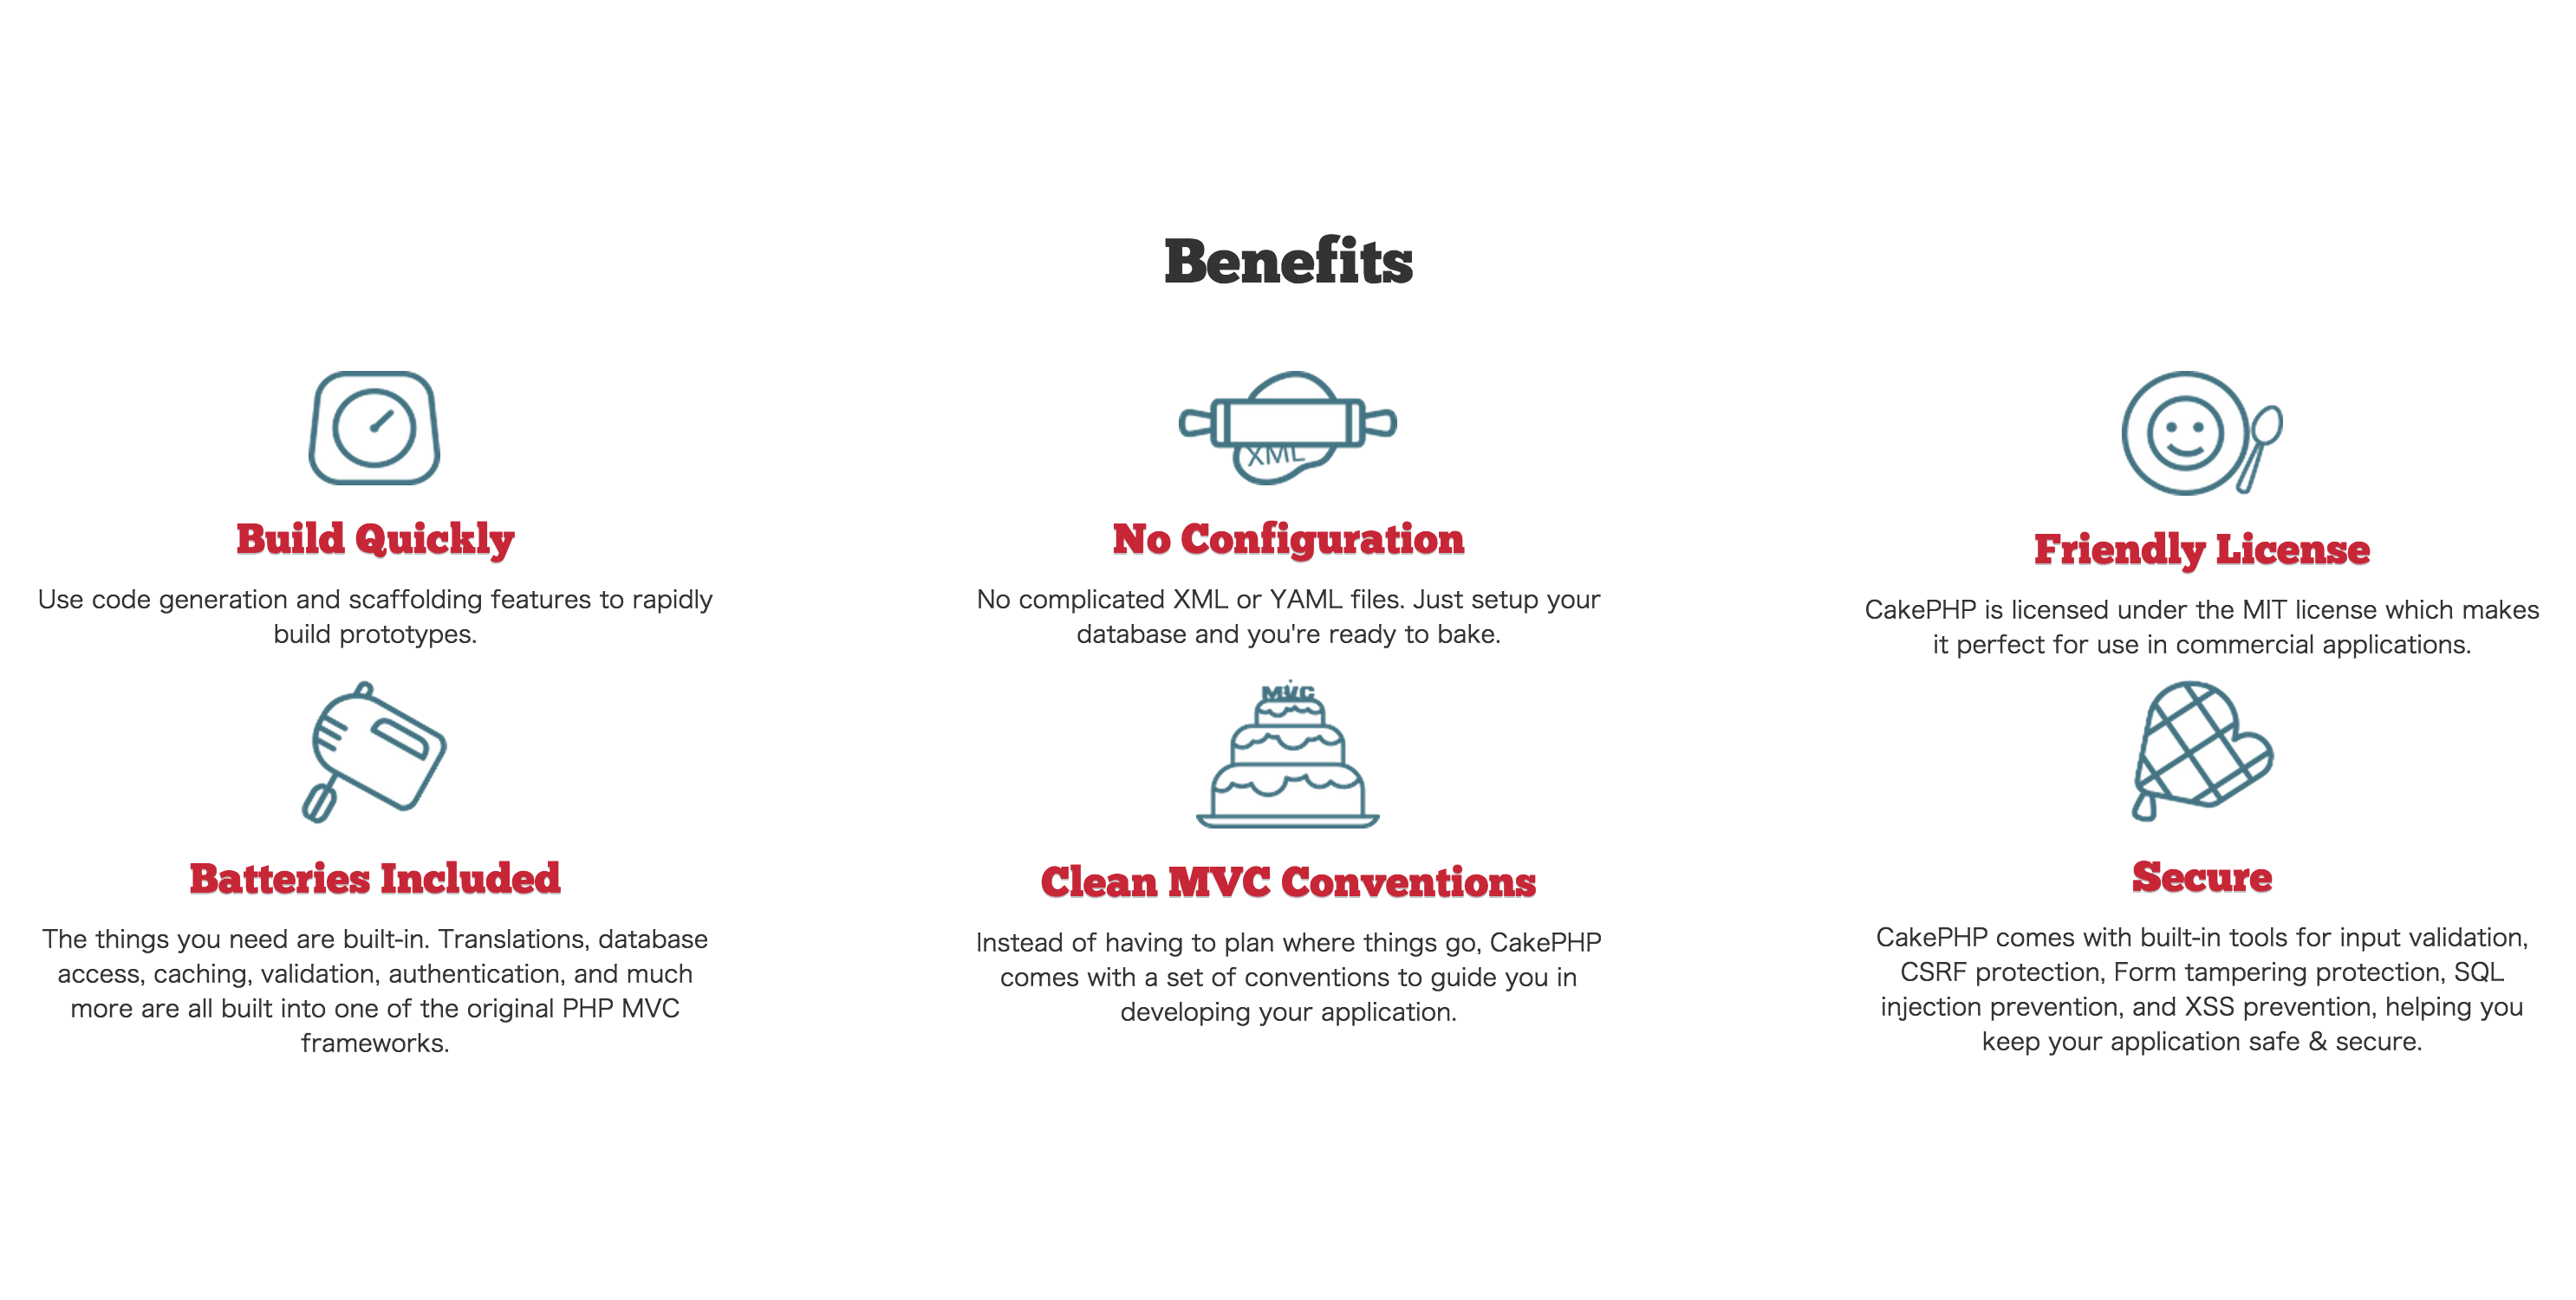 Benefits
XML
Build Quickly
Use code generation and scaffolding features to rapidly
build prototypes.
No Configuration
No complicated XML or YAML files. Just setup your
database and you're ready to bake.
Friendly License
CakePHP is licensed under the MIT license which makes
it perfect for use in commercial applications.
Batteries Included
The things you need are built-in. Translations, database
access, caching, validation, authentication, and much
more are all built into one of the original PHP MVC
frameworks.
MVC
Clean MVC Conventions
Instead of having to plan where things go, CakePHP
comes with a set of conventions to guide you in
developing your application.
Secure
CakePHP comes with built-in tools for input validation,
CSRF protection, Form tampering protection, SQL
injection prevention, and XSS prevention, helping you
keep your application safe & secure.